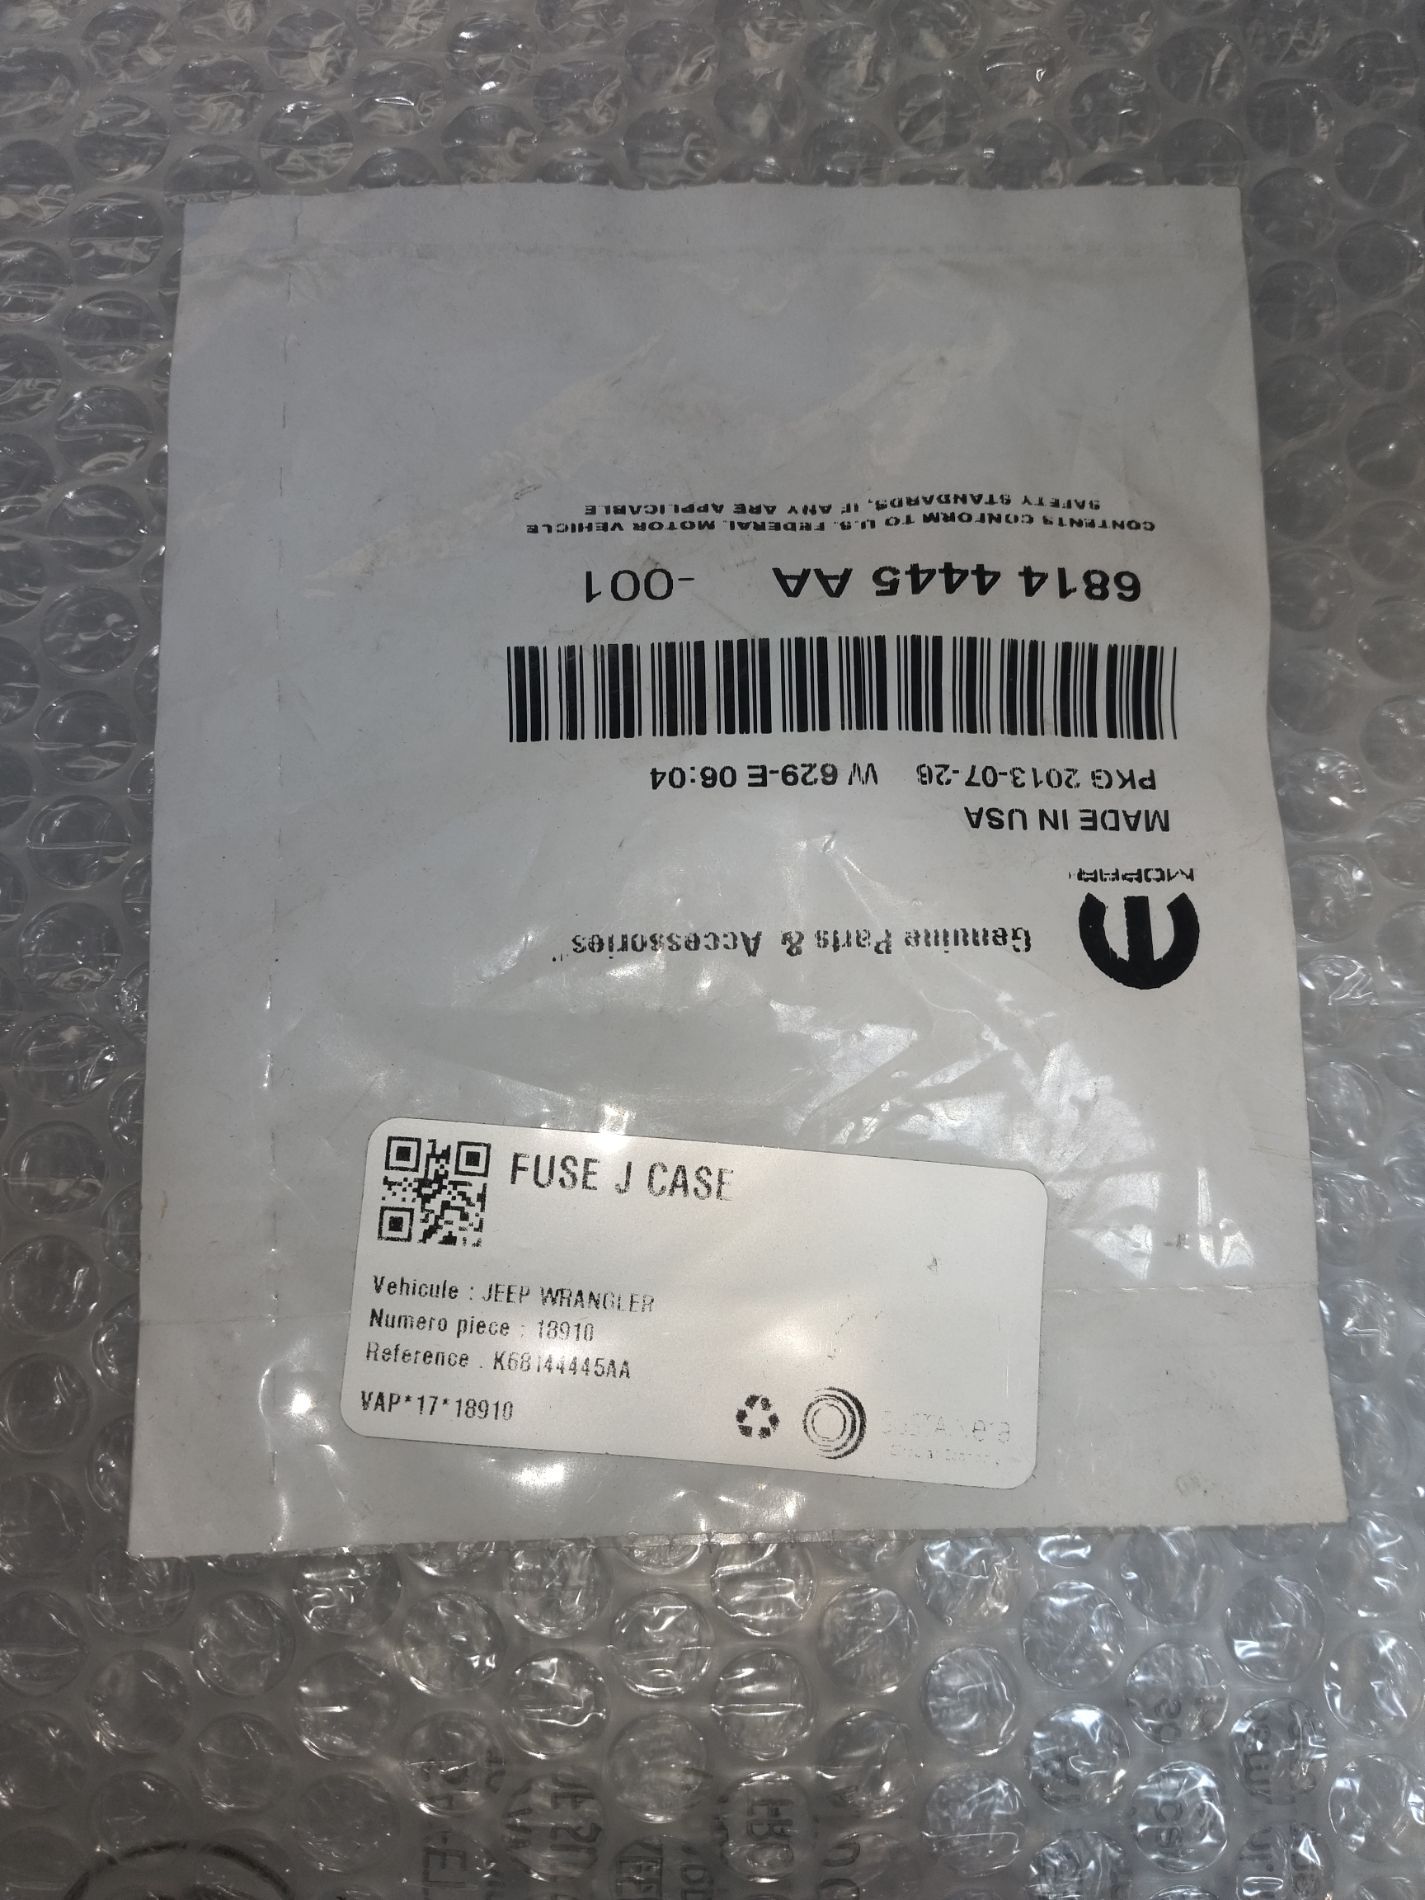 CONTENTS CONFORM TO U.S. FEDERAL MOTOR VEHICLE
SAFETY STANDARDS, IF ANY ARE APPLICABLE
6814 4445 AA -001
PKG 2013-07-26 W 629-E 06:04
MADE IN USA
MOPAR
Genuine Parts & Accessories™
FUSE J CASE
Vehicule : JEEP WRANGLER
Numero piece : 18910
Reference : K68144445AA
VAP*17*18910